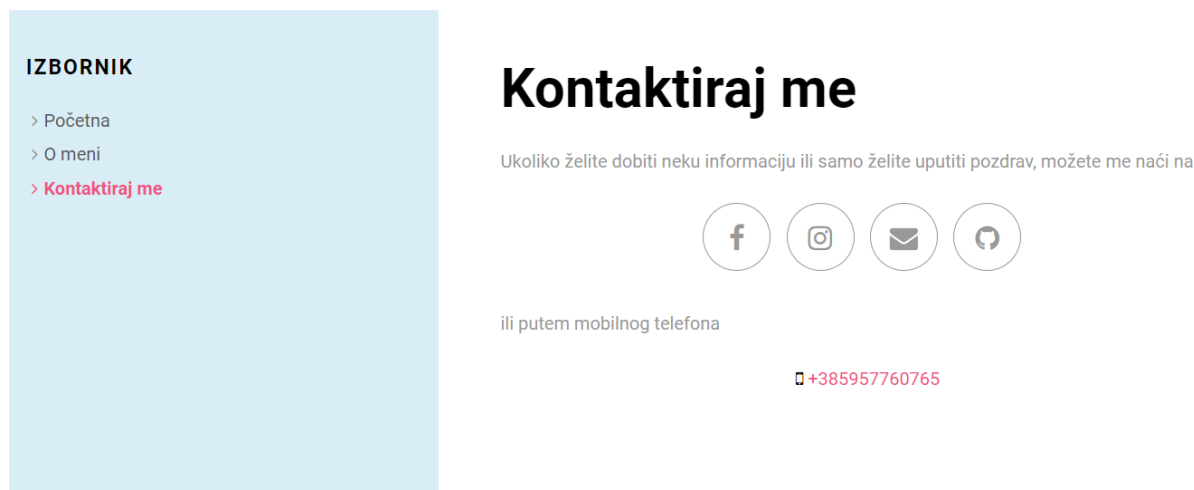 IZBORNIK
Početna
O meni
Kontaktiraj me
Kontaktiraj me
Ukoliko želite dobiti neku informaciju ili samo želite uputiti pozdrav, možete me naći na
ili putem mobilnog telefona
+385957760765